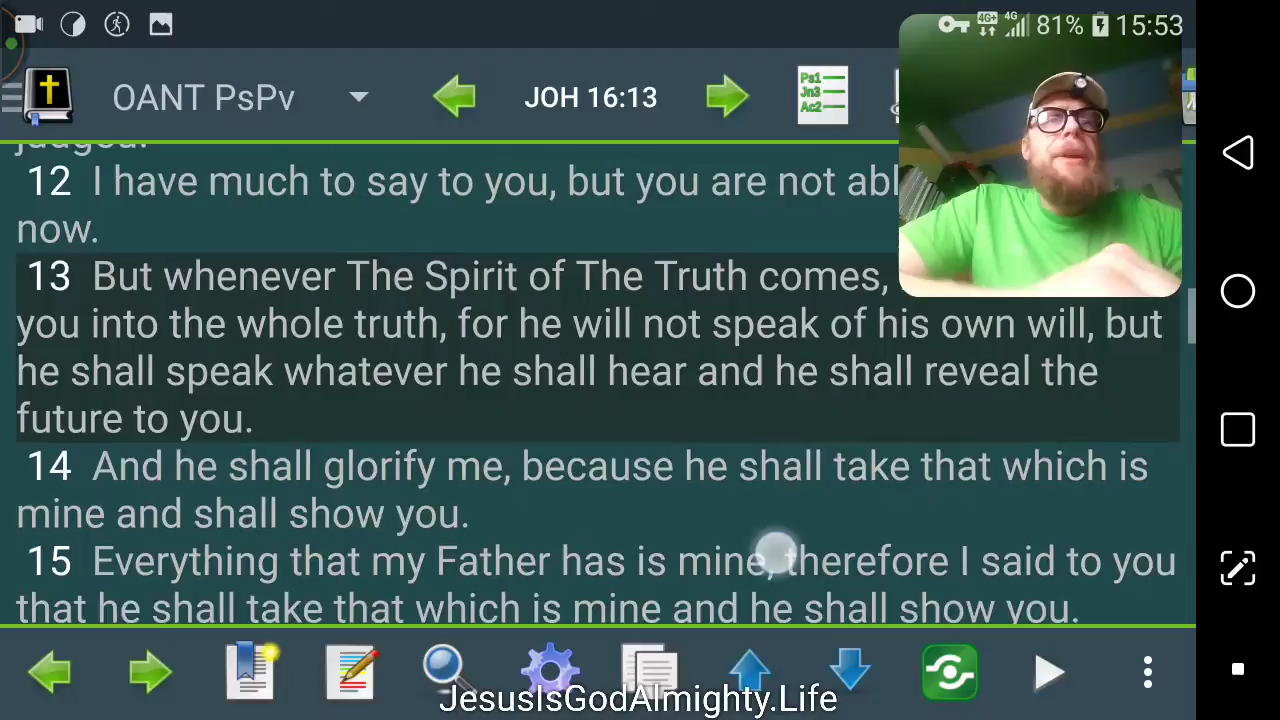 81% 15:53
OANT PsPv
JOH 16:13
Ps1
Jn3
Ac2
12 I have much to say to you, but you are not
now.
13 But whenever The Spirit of The Truth comes,
you into the whole truth, for he will not speak of his own will, but
he shall speak whatever he shall hear and he shall reveal the
future to you.
14 And he shall glorify me, because he shall take that which is
mine and shall show you.
15 Everything that my Father has is mine, therefore I said to you
that he shall take that which is mine and he shall show you.
JesusIsGodAlmighty.Life